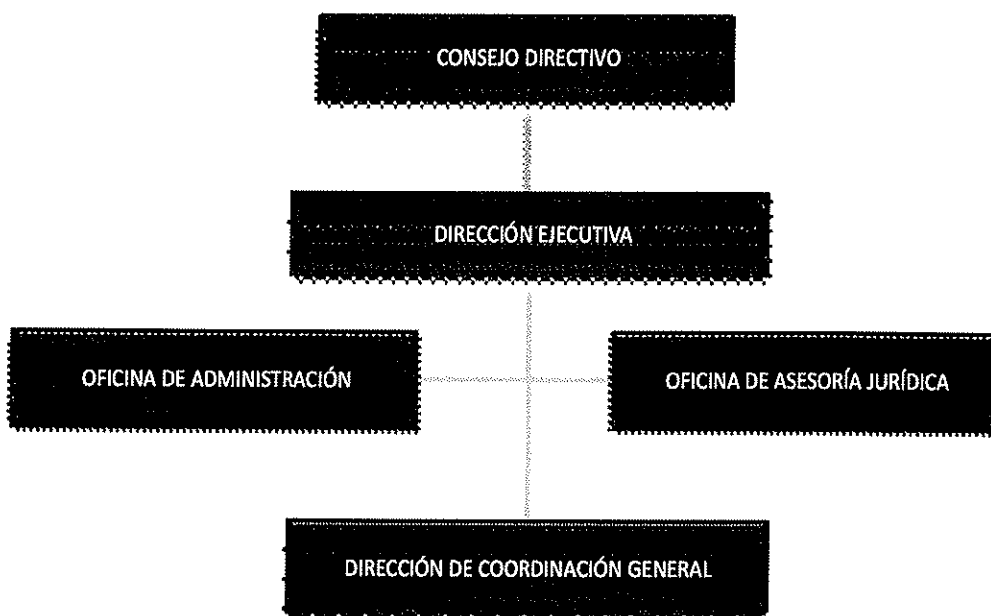 CONSEJO DIRECTIVO
DIRECCIÓN EJECUTIVA
OFICINA DE ADMINISTRACIÓN
OFICINA DE ASESORÍA JURÍDICA
DIRECCIÓN DE COORDINACIÓN GENERAL